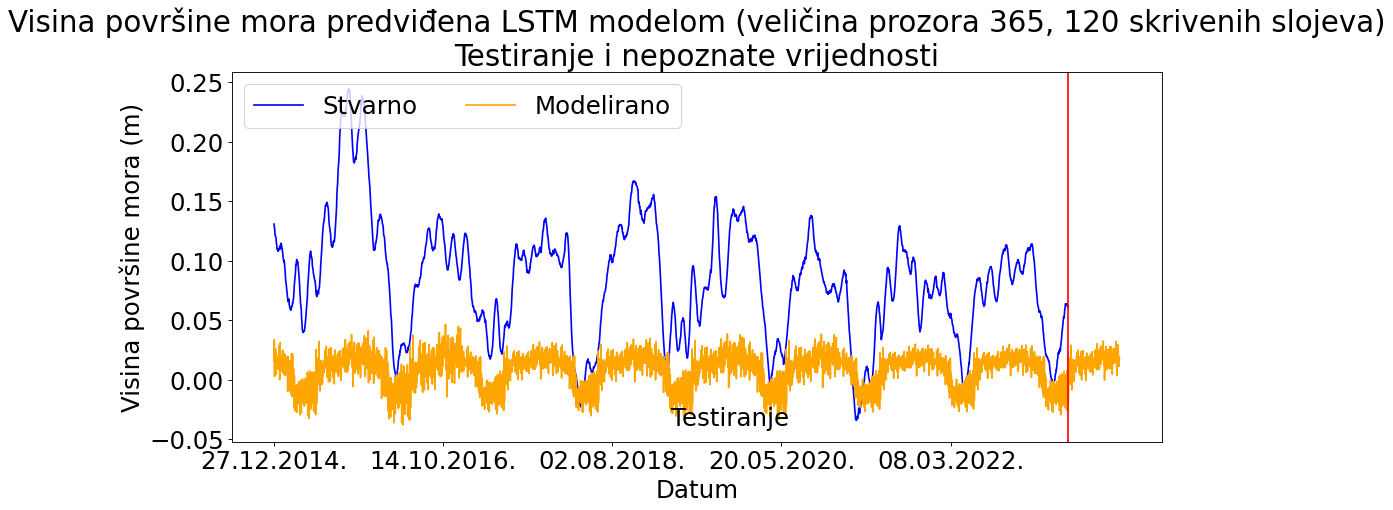 Visina površine mora predviđena LSTM modelom (veličina prozora 365, 120 skrivenih slojeva)
Testiranje i nepoznate vrijednosti
Stvarno
Modelirano
Visina površine mora (m)
0.25
0.20
0.15
0.10
0.05
0.00
−0.05
Testiranje
27.12.2014.
14.10.2016.
02.08.2018.
20.05.2020.
08.03.2022.
Datum